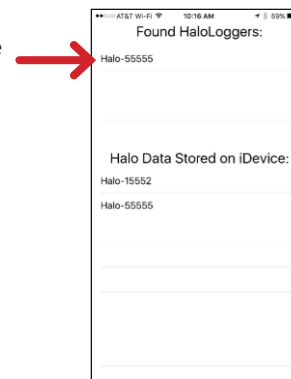 e
AT&T Wi-Fi 10:16 AM 59%
Found HaloLoggers:
Halo-55555
Halo Data Stored on iDevice:
Halo-15552
Halo-55555